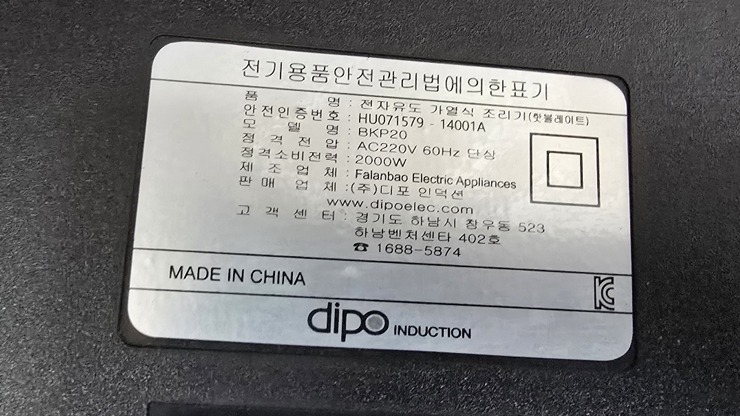 전기용품안전관리법에의한표기
품 명 : 전자유도 가열식 조리기(핫플레이트)
안전인증번호 : HU071579 - 14001A
모 델 명 : BKP20
정 격 전 압 : AC220V 60Hz 단상
정격소비전력 : 2000W
제 조 업 체 : Falanbao Electric Appliances
판 매 업 체 : (주)디포 인덕션
www.dipoelec.com
고 객 센 터 : 경기도 하남시 창우동 523
하남벤처센타 402호
☎ 1688-5874
MADE IN CHINA
dipo INDUCTION